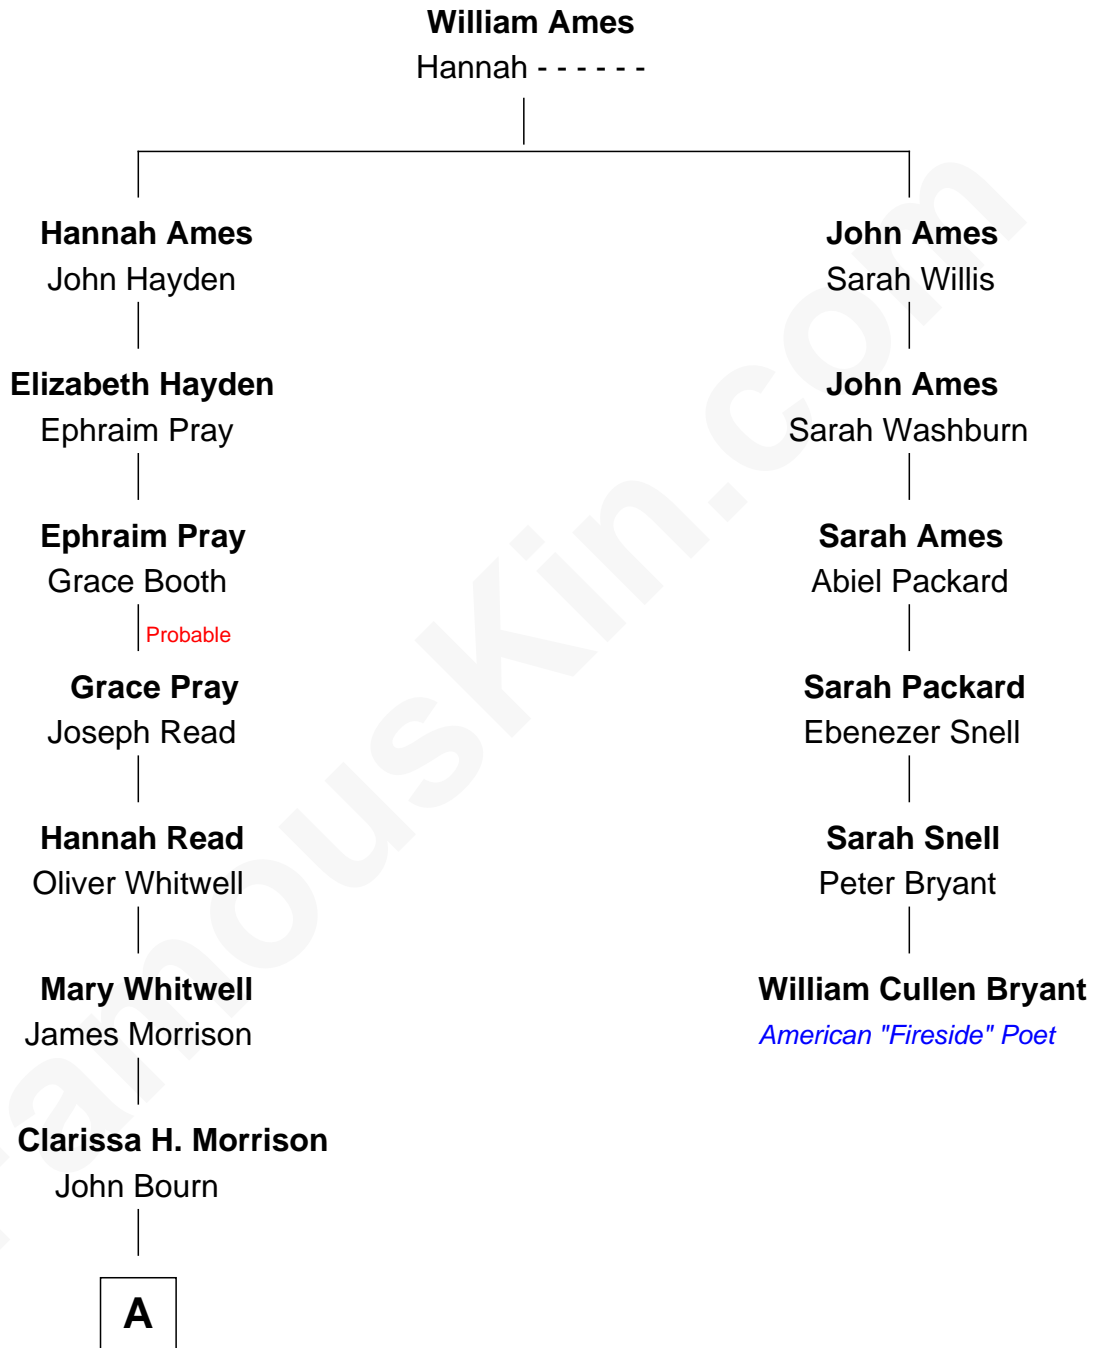 William Ames
Hannah - - - - - -
Hannah Ames
John Hayden
John Ames
Sarah Willis
Elizabeth Hayden
Ephraim Pray
John Ames
Sarah Washburn
Ephraim Pray
Grace Booth
Sarah Ames
Abiel Packard
Probable
Grace Pray
Joseph Read
Sarah Packard
Ebenezer Snell
Hannah Read
Oliver Whitwell
Sarah Snell
Peter Bryant
Mary Whitwell
James Morrison
William Cullen Bryant
American "Fireside" Poet
Clarissa H. Morrison
John Bourn
A
FamousKin.com